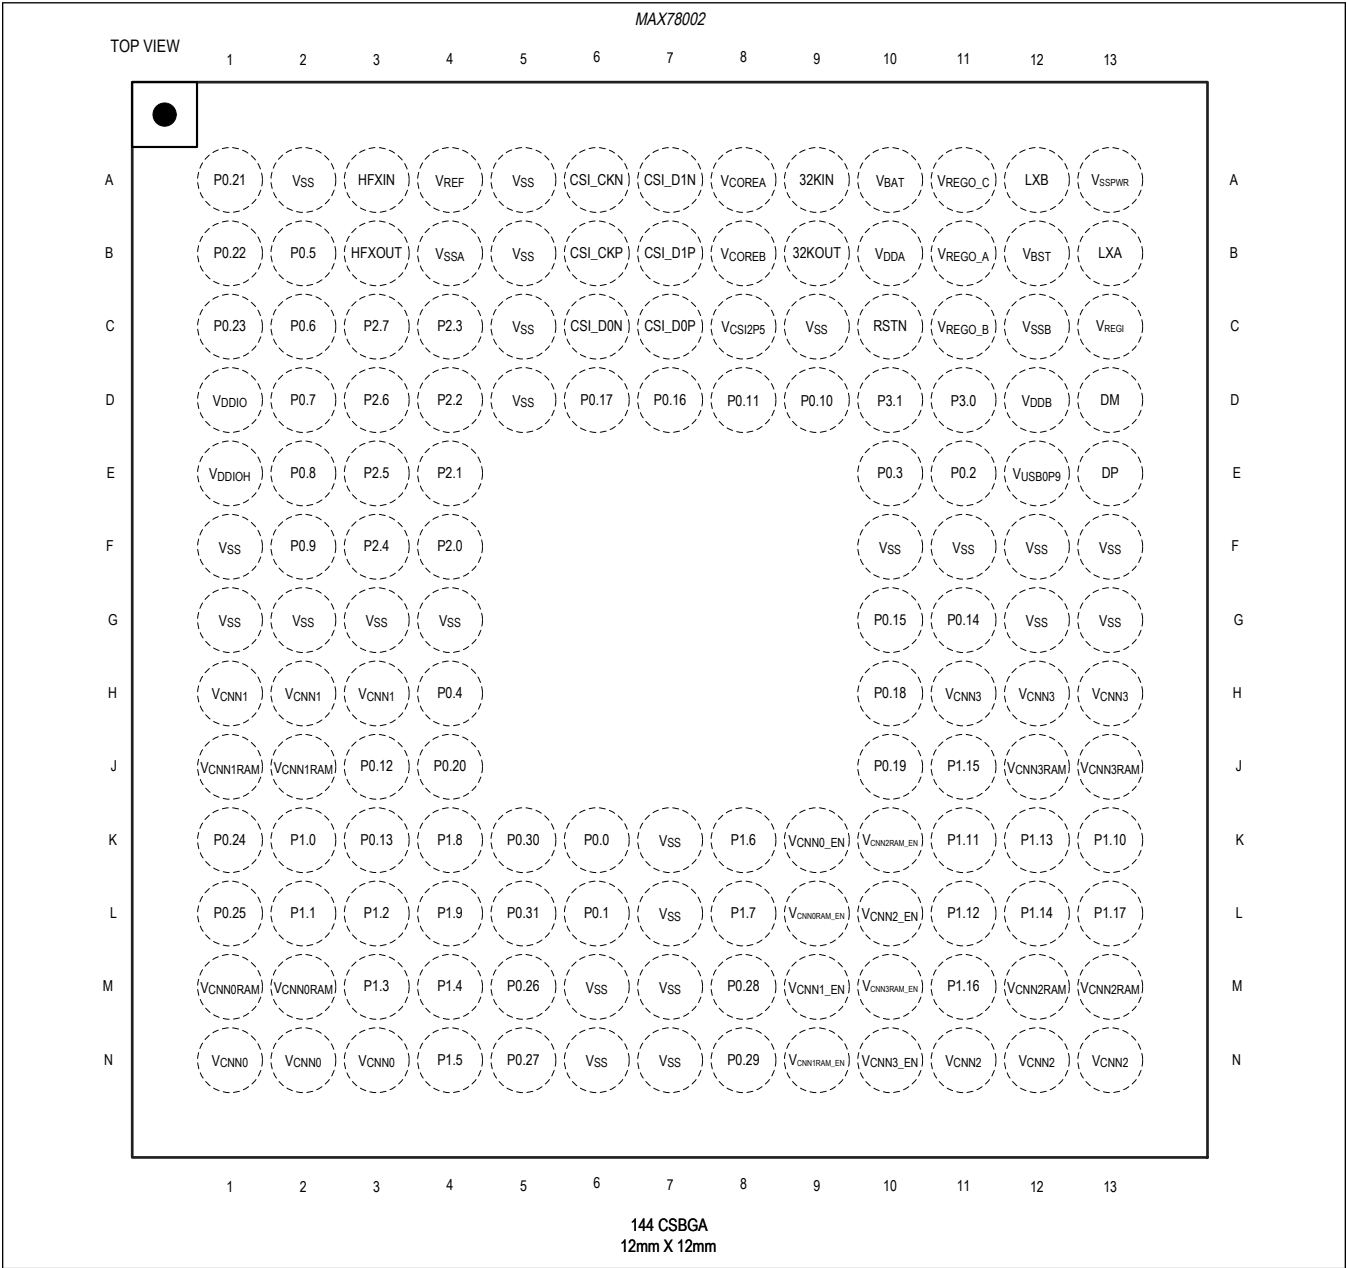 MAX78002
TOP VIEW
1 2 3 4 5 6 7 8 9 10 11 12 13
A P0.21 VSS HFXIN VREF VSS CSI_CKN CSI_D1N VCOREA 32KIN VBAT VREGO_C LXB VSSPWR A
B P0.22 P0.5 HFXOUT VSSA VSS CSI_CKP CSI_D1P VCOREB 32KOUT VDDA VREGO_A VBST LXA B
C P0.23 P0.6 P2.7 P2.3 VSS CSI_D0N CSI_D0P VCSI2P5 VSS RSTN VREGO_B VSSB VREGI C
D VDDIO P0.7 P2.6 P2.2 VSS P0.17 P0.16 P0.11 P0.10 P3.1 P3.0 VDDB DM D
E VDDIOH P0.8 P2.5 P2.1 P0.3 P0.2 VUSB0P9 DP E
F VSS P0.9 P2.4 P2.0 VSS VSS VSS VSS F
G VSS VSS VSS VSS P0.15 P0.14 VSS VSS G
H VCNN1 VCNN1 VCNN1 P0.4 P0.18 VCNN3 VCNN3 VCNN3 H
J VCNN1RAM VCNN1RAM P0.12 P0.20 P0.19 P1.15 VCNN3RAM VCNN3RAM J
K P0.24 P1.0 P0.13 P1.8 P0.30 P0.0 VSS P1.6 VCNN0_EN VCNN2RAM_EN P1.11 P1.13 P1.10 K
L P0.25 P1.1 P1.2 P1.9 P0.31 P0.1 VSS P1.7 VCNN0RAM_EN VCNN2_EN P1.12 P1.14 P1.17 L
M VCNN0RAM VCNN0RAM P1.3 P1.4 P0.26 VSS VSS P0.28 VCNN1_EN VCNN3RAM_EN P1.16 VCNN2RAM VCNN2RAM M
N VCNN0 VCNN0 VCNN0 P1.5 P0.27 VSS VSS P0.29 VCNN1RAM_EN VCNN3_EN VCNN2 VCNN2 VCNN2 N
1 2 3 4 5 6 7 8 9 10 11 12 13
144 CSBGA
12mm X 12mm